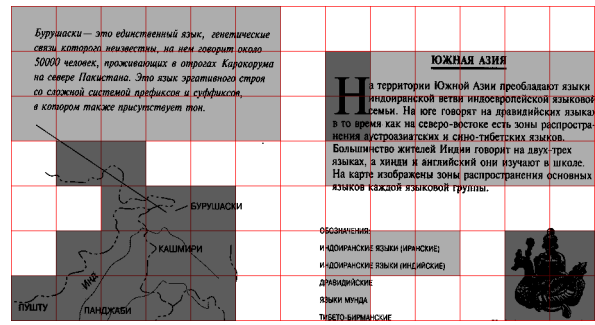 Бурушаски — это единственный язык, генетические
связи которого неизвестны, на нем говорит около
50000 человек, проживающих в отрогах Каракорума
на севере Пакистана. Это язык эргативного строя
со сложной системой префиксов и суффиксов,
в котором также присутствует тон.
ЮЖНАЯ АЗИЯ
На территории Южной Азии преобладают языки
индоиранской ветви индоевропейской языковой
семьи. На юге говорят на дравидийских языках
в то время как на северо-востоке есть зоны распростра-
нения аустроазиатских и сино-тибетских языков.
Большинство жителей Индии говорит на двух-трех
языках, а хинди и английский они изучают в школе.
На карте изображены зоны распространения основных
языков каждой языковой группы.
БУРУШАСКИ
КАШМИРИ
ИНД
ПУШТУ
ПАНДЖАБИ
ОБОЗНАЧЕНИЯ:
ИНДОИРАНСКИЕ ЯЗЫКИ (ИРАНСКИЕ)
ИНДОИРАНСКИЕ ЯЗЫКИ (ИНДИЙСКИЕ)
ДРАВИДИЙСКИЕ
ЯЗЫКИ МУНДА
ТИБЕТО-БИРМАНСКИЕ